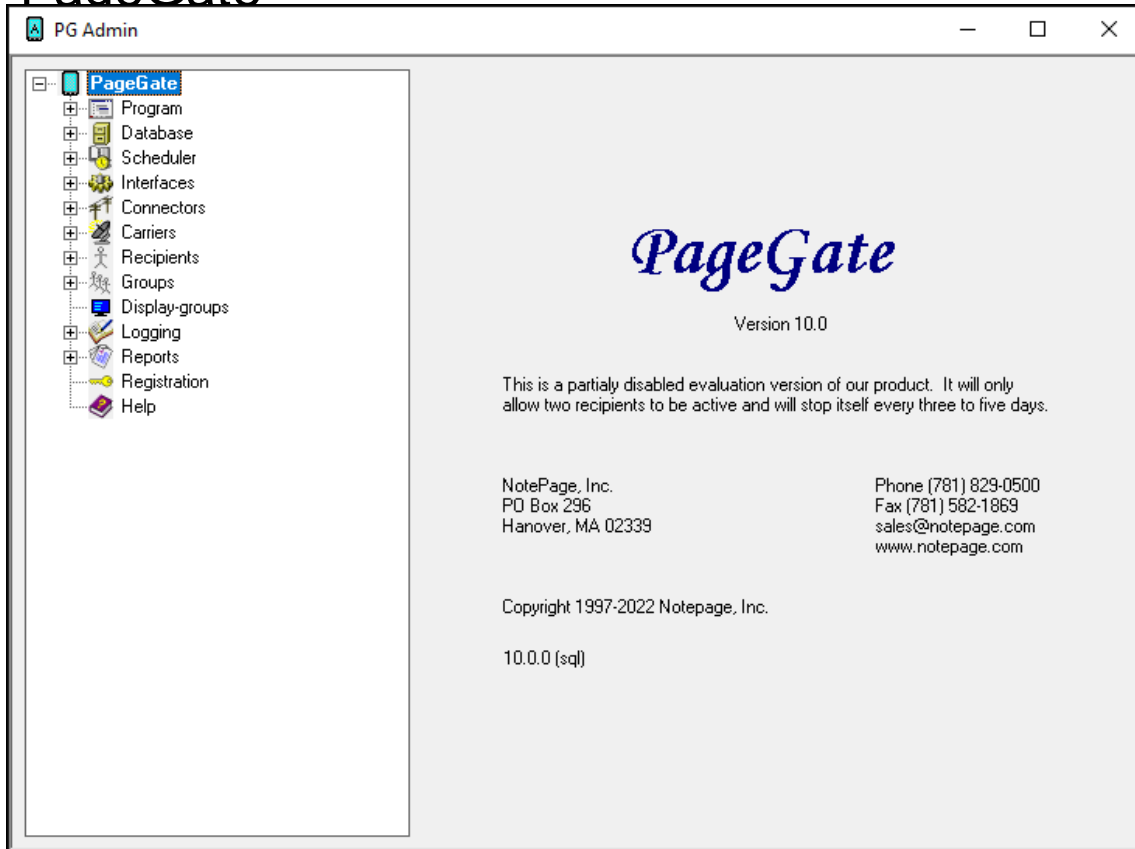 PageGate
PG Admin
PageGate
Program
Database
Scheduler
Interfaces
Connectors
Carriers
Recipients
Groups
Display-groups
Logging
Reports
Registration
Help
PageGate
Version 10.0
This is a partialy disabled evaluation version of our product. It will only
allow two recipients to be active and will stop itself every three to five days.
NotePage, Inc.
PO Box 296
Hanover, MA 02339
Phone (781) 829-0500
Fax (781) 582-1869
sales@notepage.com
www.notepage.com
Copyright 1997-2022 Notepage, Inc.
10.0.0 (sql)